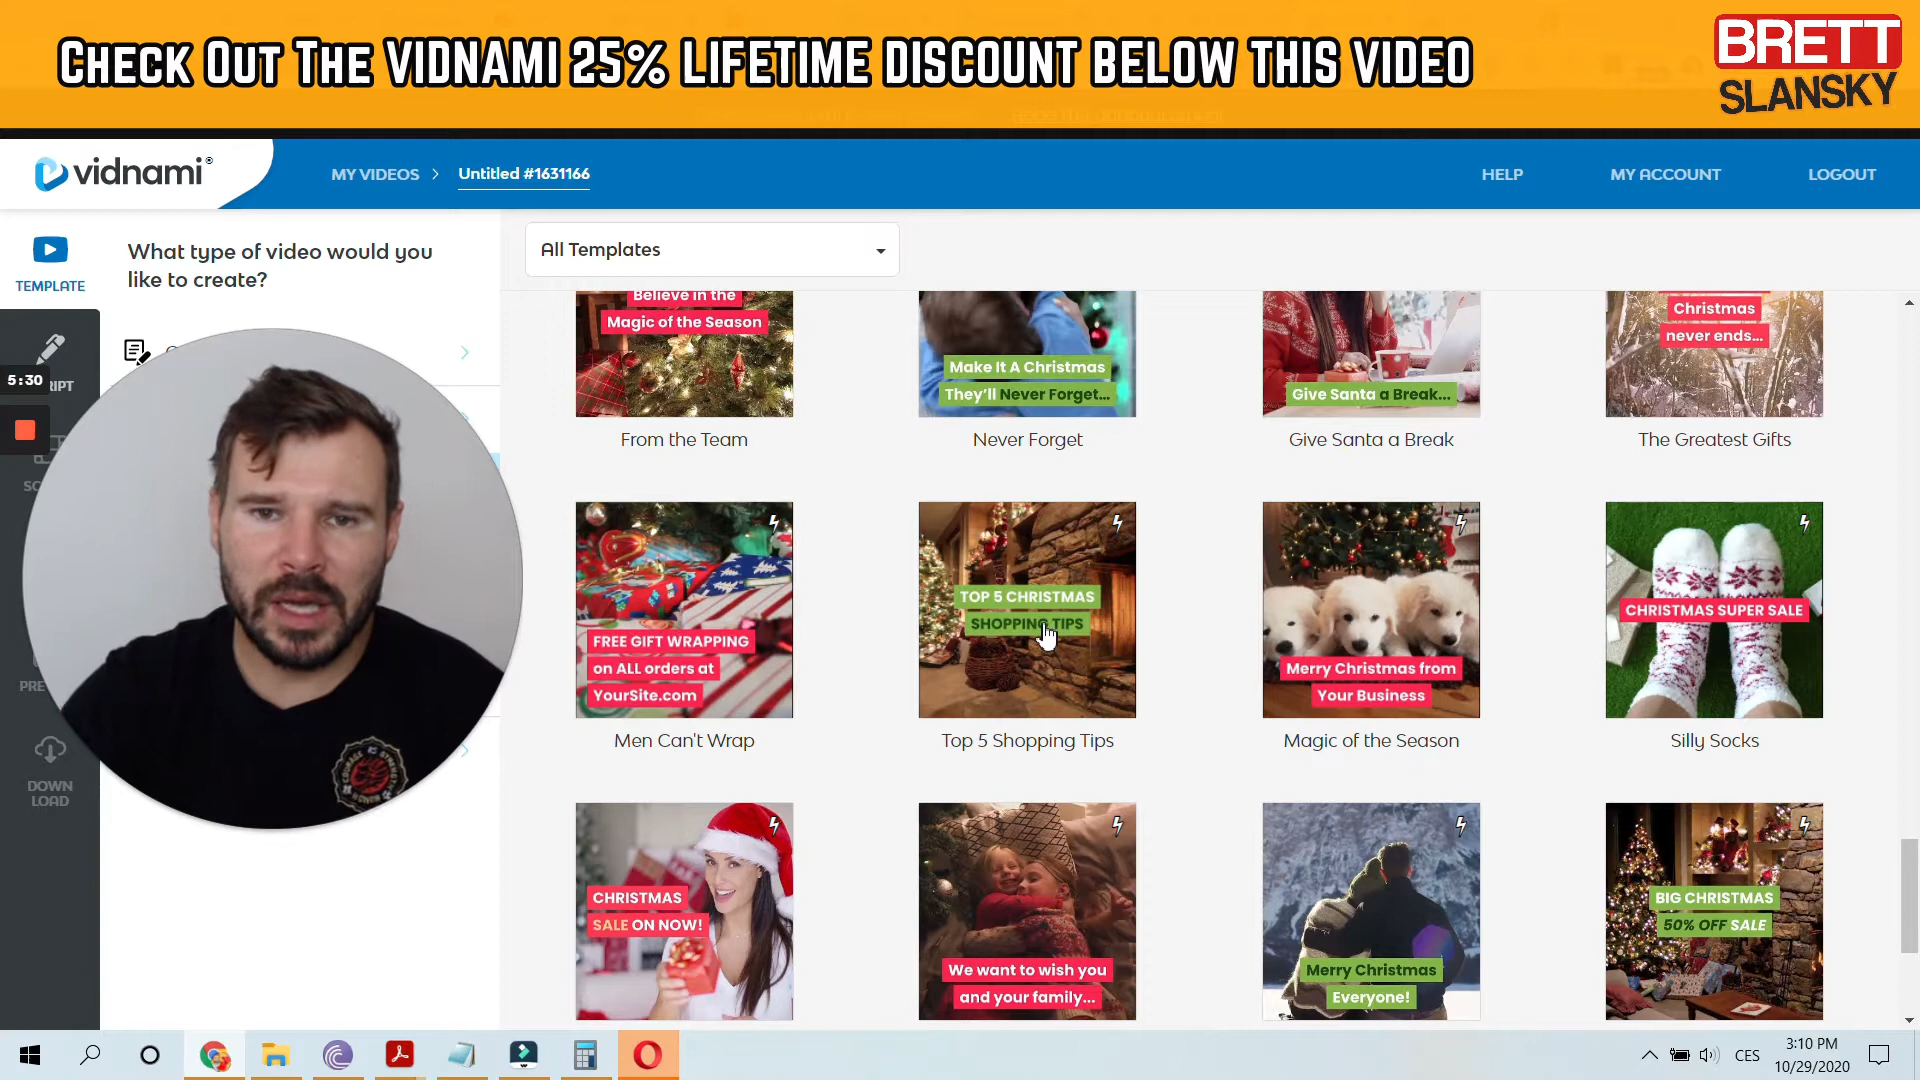 CHECK OUT THE VIDNAMI 25% LIFETIME DISCOUNT BELOW THIS VIDEO
BRETT
SLANSKY
vidnami®
MY VIDEOS > Untitled #1631166
HELP
MY ACCOUNT
LOGOUT
TEMPLATE
What type of video would you
like to create?
All Templates
5:30
DOWN
LOAD
Believe in the
Magic of the Season
From the Team
Make It A Christmas
They'll Never Forget...
Never Forget
Give Santa a Break...
Give Santa a Break
Christmas
never ends...
The Greatest Gifts
FREE GIFT WRAPPING
on ALL orders at
YourSite.com
Men Can't Wrap
TOP 5 CHRISTMAS
SHOPPING TIPS
Top 5 Shopping Tips
Merry Christmas from
Your Business
Magic of the Season
CHRISTMAS SUPER SALE
Silly Socks
CHRISTMAS
SALE ON NOW!
We want to wish you
and your family...
Merry Christmas
Everyone!
BIG CHRISTMAS
50% OFF SALE
CES
3:10 PM
10/29/2020